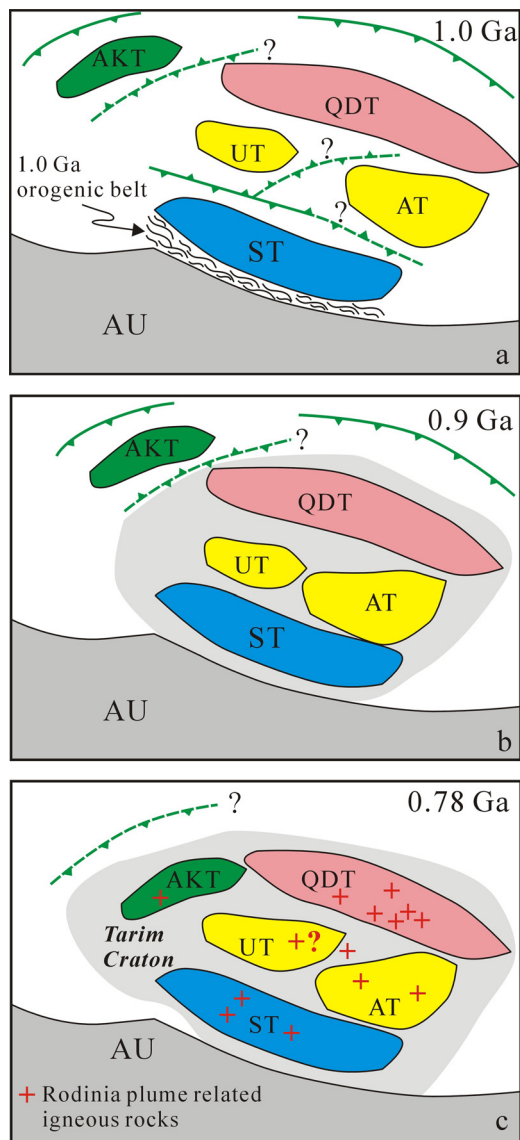 1.0 Ga
AKT
?
QDT
UT
?
1.0 Ga
orogenic belt
AT
?
ST
AU
a
0.9 Ga
AKT
?
QDT
UT
AT
ST
AU
b
0.78 Ga
?
AKT
QDT
Tarim
Craton
UT
?
AT
ST
AU
+ Rodinia plume related
igneous rocks
c